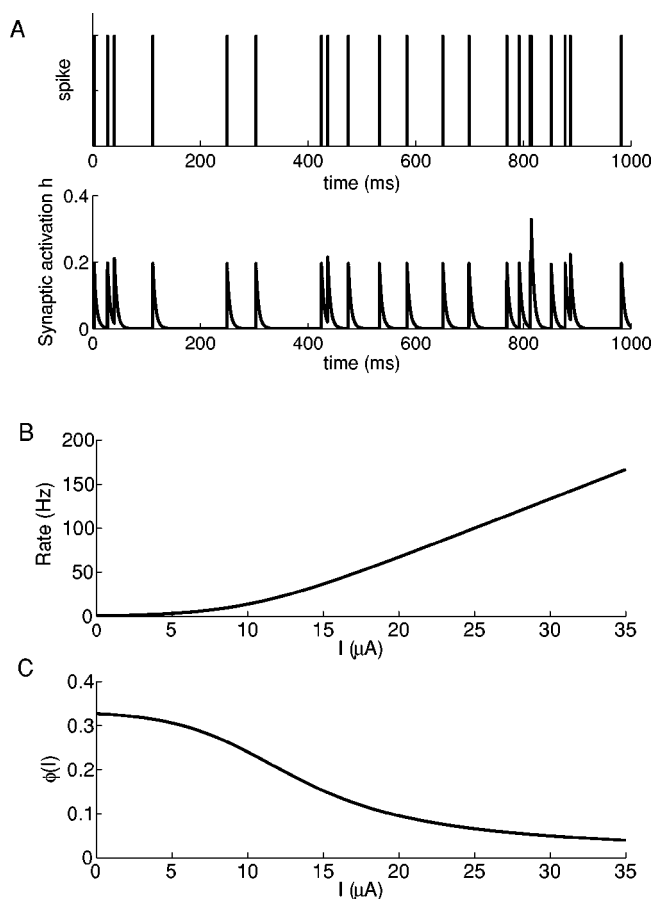 A
spike
0 200 400 600 800 1000
time (ms)
0.4
0.2
0
Synaptic activation h
0 200 400 600 800 1000
time (ms)
B
200
150
100
50
0
Rate (Hz)
0 5 10 15 20 25 30 35
I (μA)
C
0.4
0.3
0.2
0.1
0
ϕ(I)
0 5 10 15 20 25 30 35
I (μA)